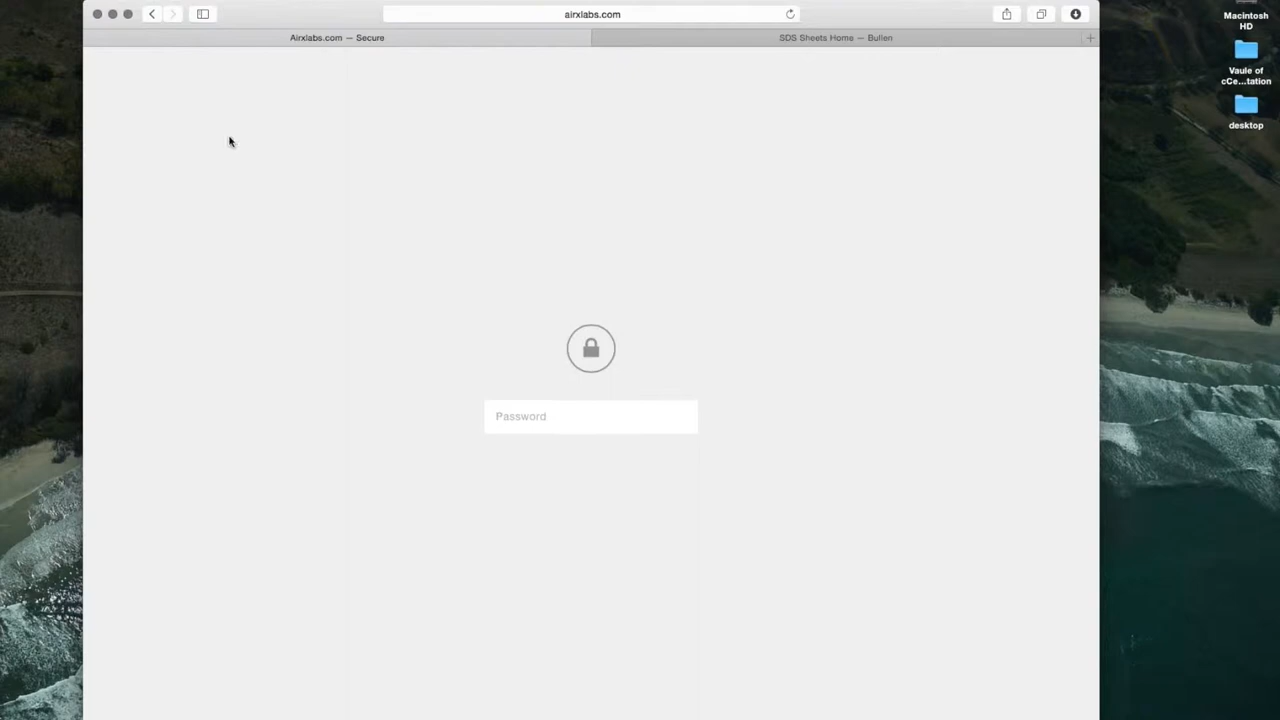 airxlabs.com
Airxlabs.com — Secure
SDS Sheets Home — Bullen
Password
Macintosh
HD
Vaule of
cCe...tation
desktop